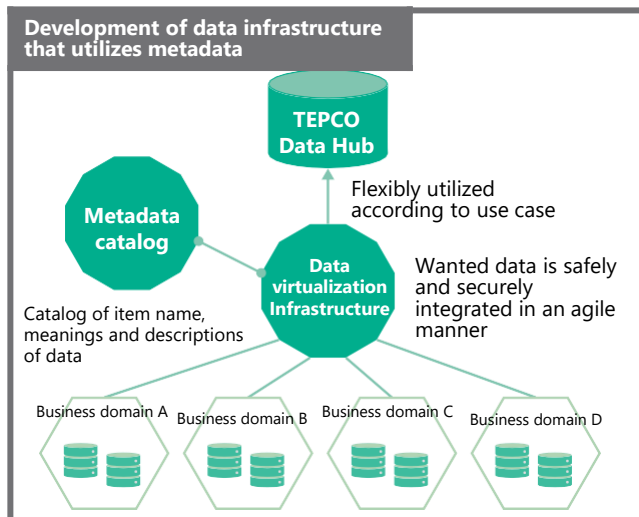 Development of data infrastructure
that utilizes metadata
TEPCO
Data Hub
Flexibly utilized
according to use case
Metadata
catalog
Data
virtualization
Infrastructure
Wanted data is safely
and securely
integrated in an agile
manner
Catalog of item name,
meanings and descriptions
of data
Business domain A
Business domain B
Business domain C
Business domain D